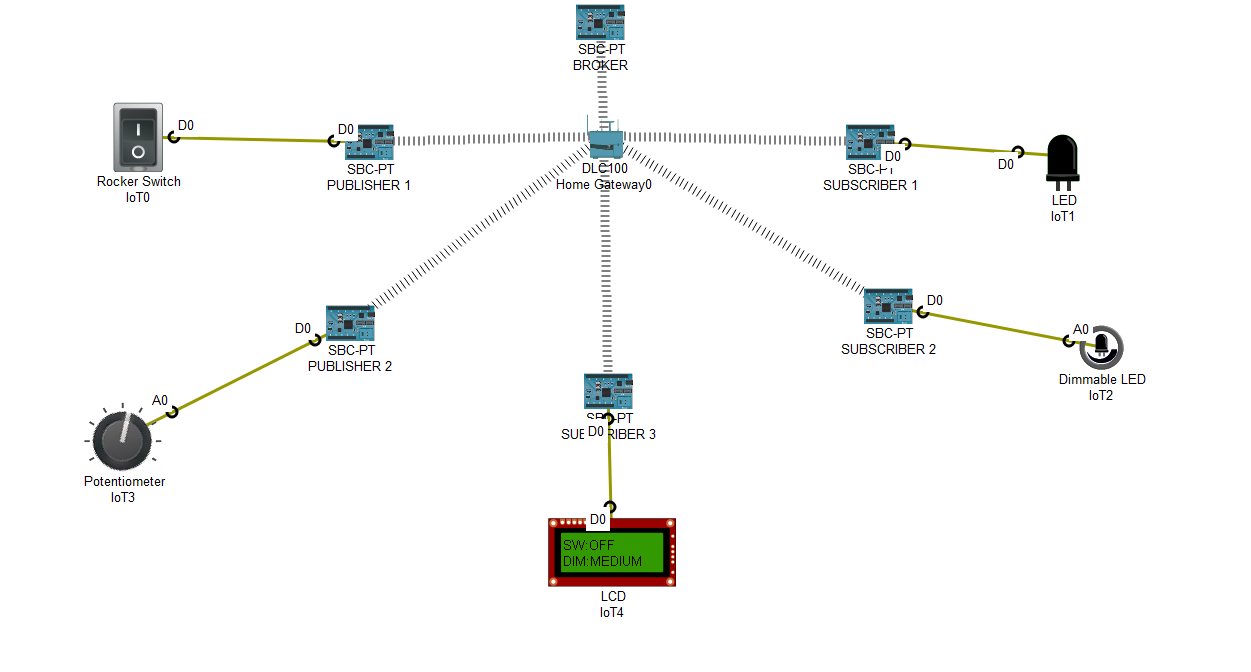 SBC-PT
BROKER
D0
Rocker Switch
IoT0
D0
SBC-PT
PUBLISHER 1
DLC100
Home Gateway0
D0
SUBSCRIBER 1
D0
LED
IoT1
D0
SBC-PT
PUBLISHER 2
A0
Potentiometer
IoT3
D0
SBC-PT
SUBSCRIBER 2
A0
Dimmable LED
IoT2
D0
D0
SW:OFF
DIM:MEDIUM
LCD
IoT4